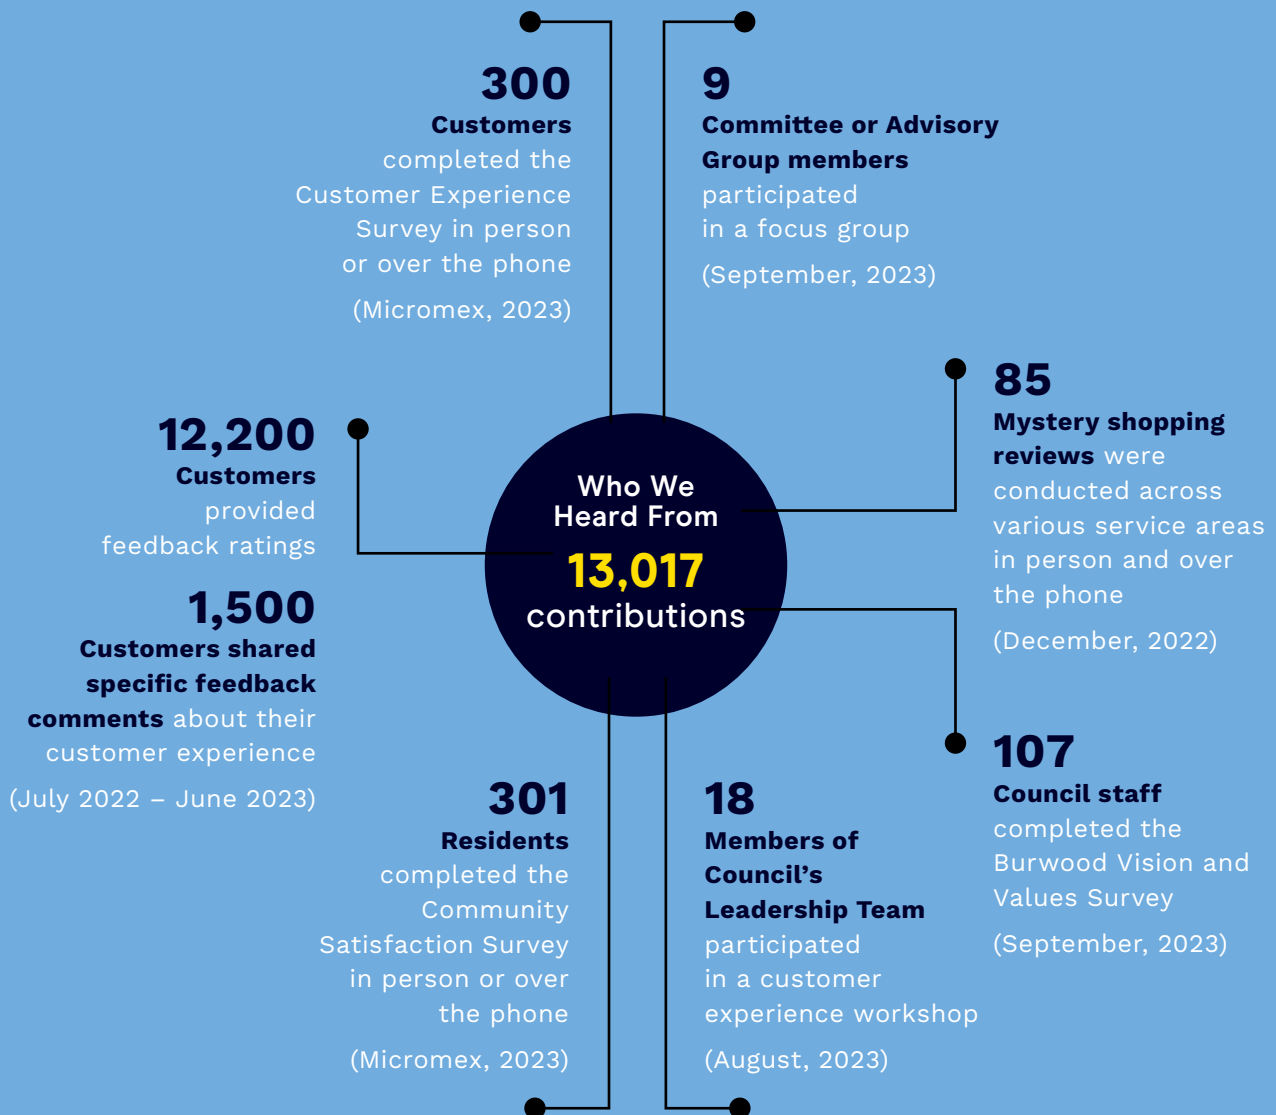 300
Customers
completed the
Customer Experience
Survey in person
or over the phone
(Micromex, 2023)
9
Committee or Advisory
Group members
participated
in a focus group
(September, 2023)
12,200
Customers
provided
feedback ratings
1,500
Customers shared
specific feedback
comments about their
customer experience
(July 2022 – June 2023)
Who We
Heard From
13,017
contributions
85
Mystery shopping
reviews were
conducted across
various service areas
in person and over
the phone
(December, 2022)
301
Residents
completed the
Community
Satisfaction Survey
in person or over
the phone
(Micromex, 2023)
18
Members of
Council’s
Leadership Team
participated
in a customer
experience workshop
(August, 2023)
107
Council staff
completed the
Burwood Vision and
Values Survey
(September, 2023)